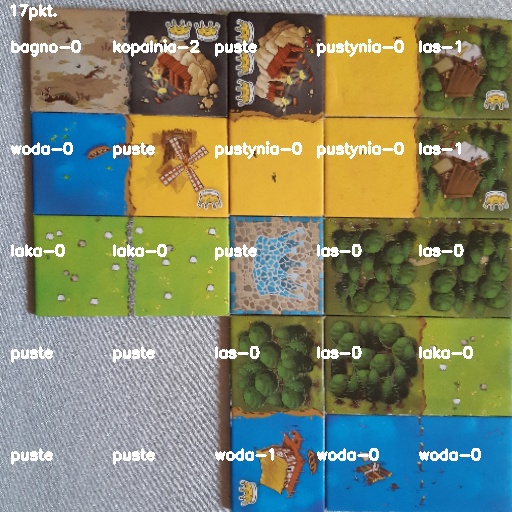 17pkt.
bagno-0 kopalnia-2 puste pustynia-0 las-1
woda-0 puste pustynia-0 pustynia-0 las-1
laka-0 laka-0 puste las-0 las-0
puste puste las-0 las-0 laka-0
puste puste woda-1 woda-0 woda-0